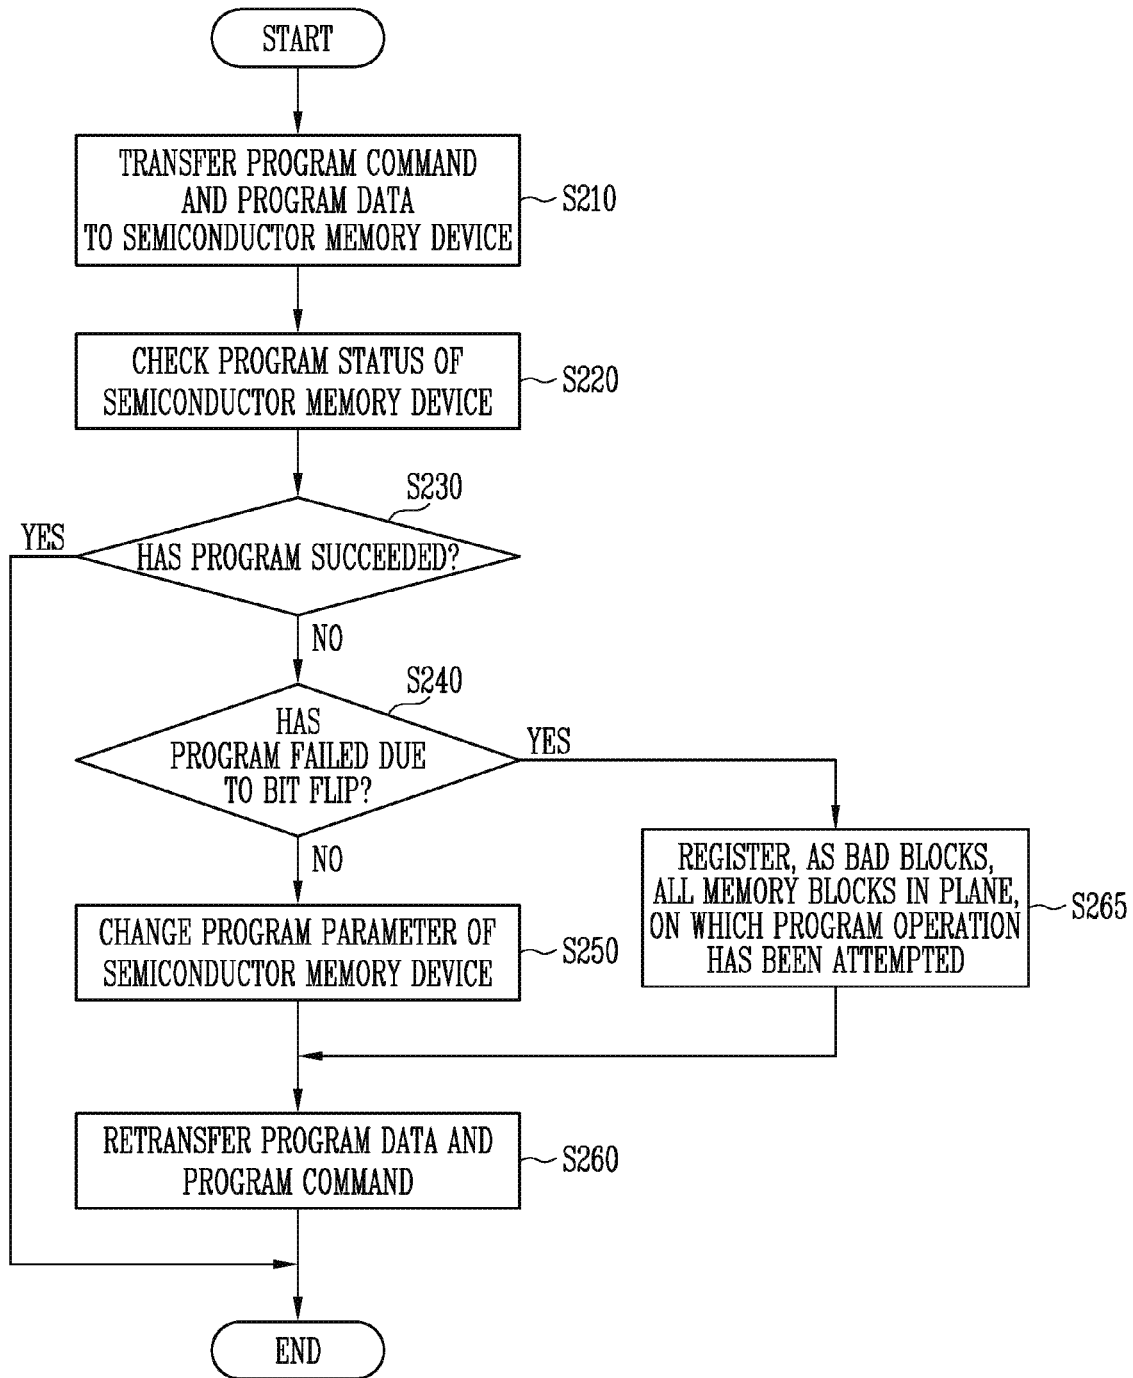 START
TRANSFER PROGRAM COMMAND
AND PROGRAM DATA
TO SEMICONDUCTOR MEMORY DEVICE
S210
CHECK PROGRAM STATUS OF
SEMICONDUCTOR MEMORY DEVICE
S220
S230
YES
HAS PROGRAM SUCCEEDED?
NO
S240
HAS
PROGRAM FAILED DUE
TO BIT FLIP?
YES
NO
REGISTER, AS BAD BLOCKS,
ALL MEMORY BLOCKS IN PLANE,
ON WHICH PROGRAM OPERATION
HAS BEEN ATTEMPTED
S265
CHANGE PROGRAM PARAMETER OF
SEMICONDUCTOR MEMORY DEVICE
S250
RETRANSFER PROGRAM DATA AND
PROGRAM COMMAND
S260
END